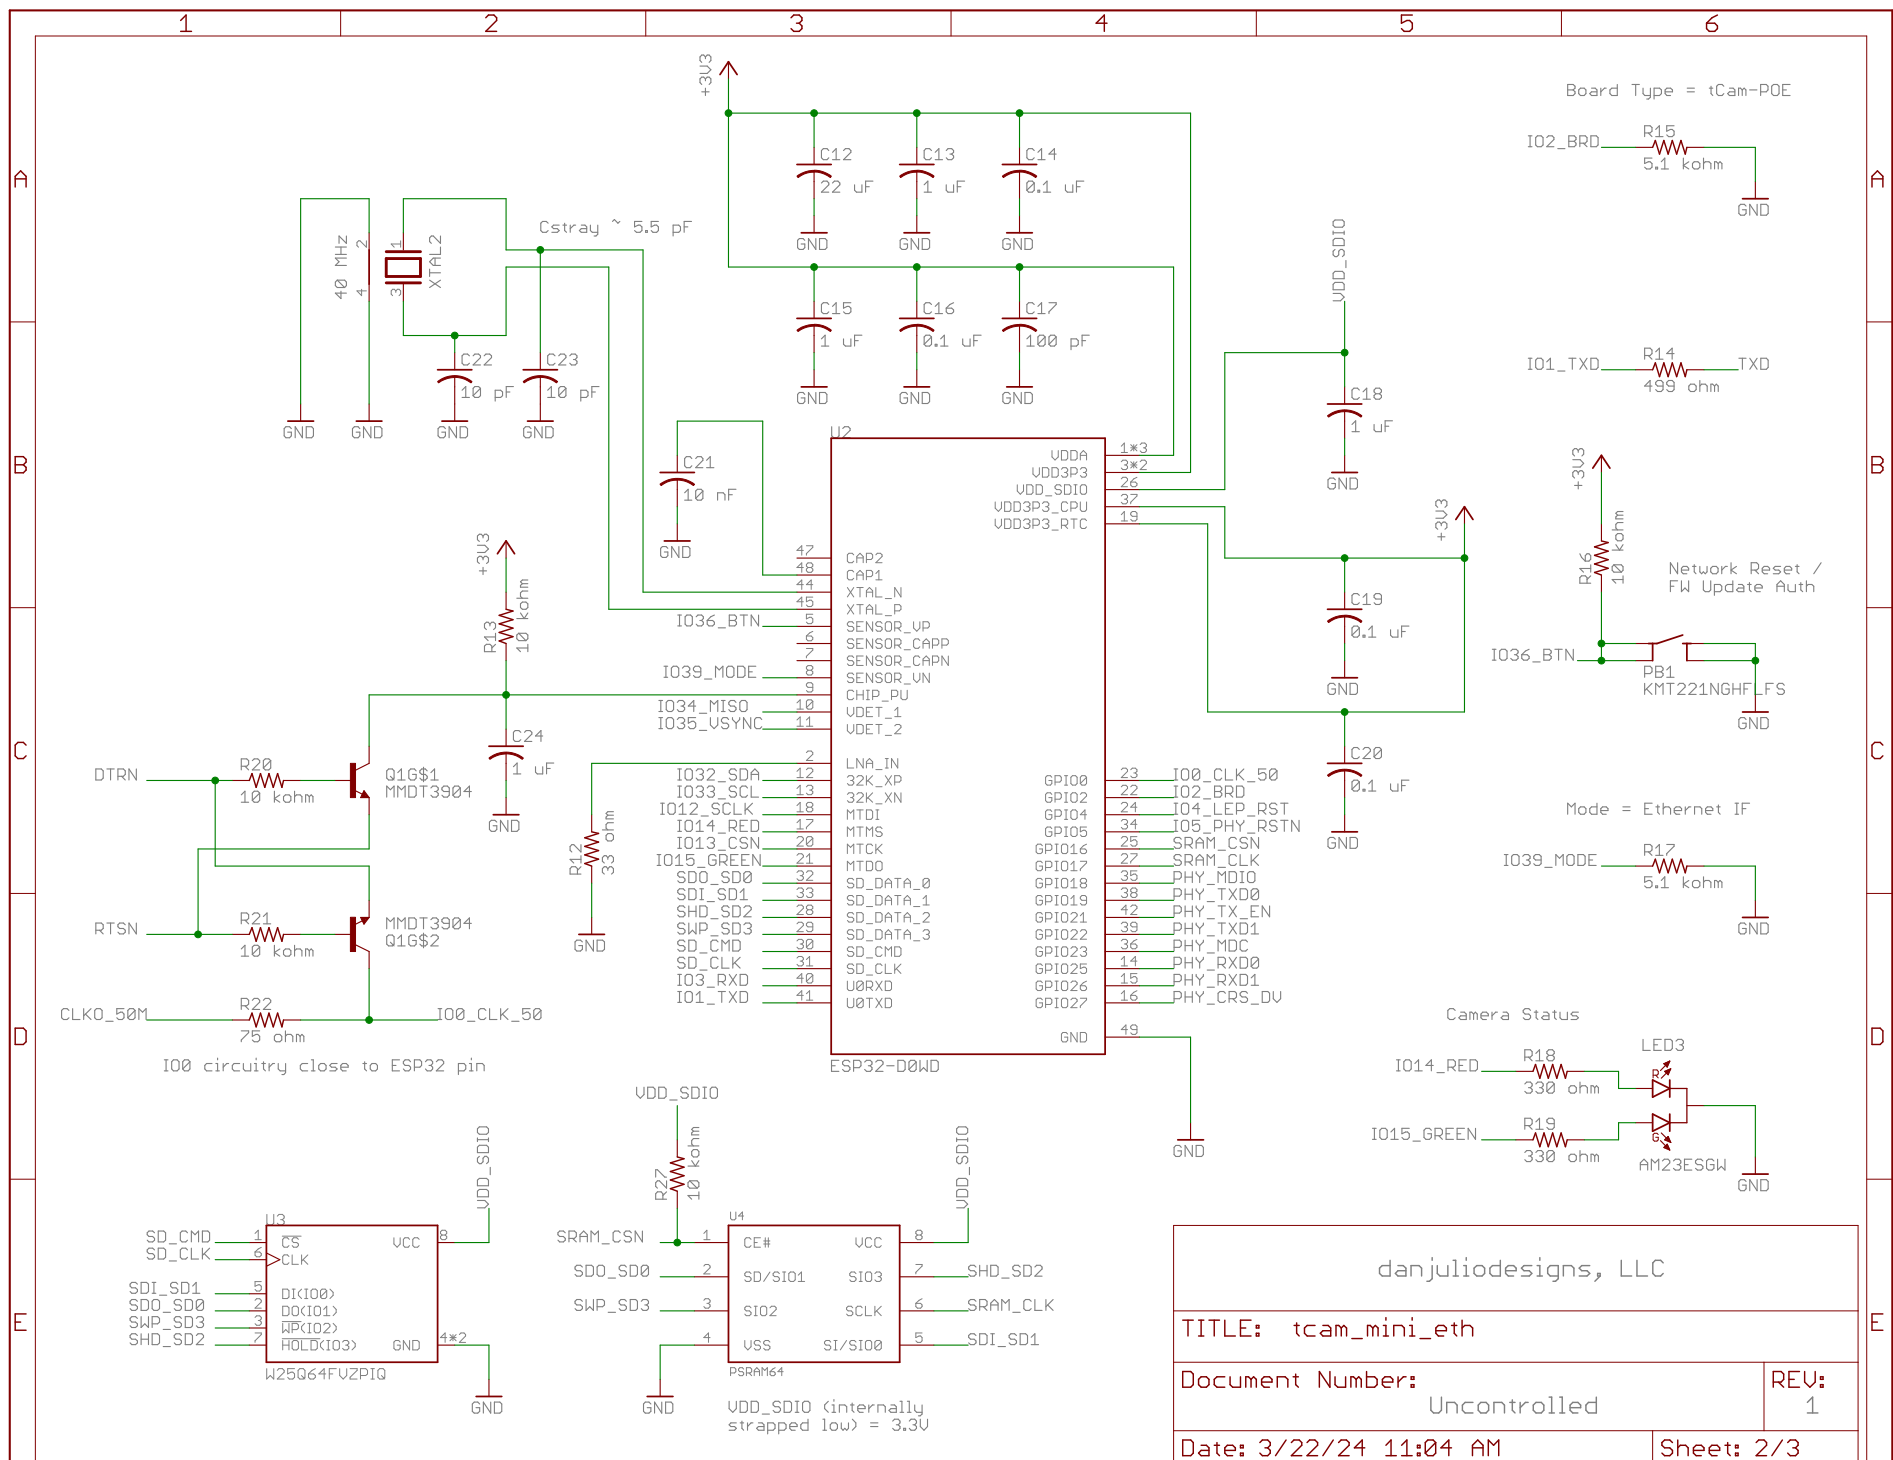 1 2 3 4 5 6
A
B
C
D
E
A
B
C
D
E
+3V3
C12
22 uF
GND
C13
1 uF
GND
C14
0.1 uF
GND
C15
1 uF
GND
C16
0.1 uF
GND
C17
100 pF
GND
Board Type = tCam-POE
IO2_BRD
R15
5.1 kohm
GND
40 MHz
2
4
1
3
XTAL2
Cstray ~ 5.5 pF
C22
10 pF
C23
10 pF
GND
GND
GND
GND
VDD_SDIO
C18
1 uF
GND
IO1_TXD
R14
499 ohm
TXD
C21
10 nF
GND
U2
VDDA 1*3
VDD3P3 3*2
VDD_SDIO 26
VDD3P3_CPU 37
VDD3P3_RTC 19
47 CAP2
48 CAP1
44 XTAL_N
45 XTAL_P
IO36_BTN 5 SENSOR_VP
6 SENSOR_CAPP
7 SENSOR_CAPN
IO39_MODE 8 SENSOR_VN
9 CHIP_PU
IO34_MISO 10 VDET_1
IO35_VSYNC 11 VDET_2
2 LNA_IN
IO32_SDA 12 32K_XP
IO33_SCL 13 32K_XN
IO12_SCLK 18 MTDI
IO14_RED 17 MTMS
IO13_CSN 20 MTCK
IO15_GREEN 21 MTDO
SDO_SD0 32 SD_DATA_0
SDI_SD1 33 SD_DATA_1
SHD_SD2 28 SD_DATA_2
SWP_SD3 29 SD_DATA_3
SD_CMD 30 SD_CMD
SD_CLK 31 SD_CLK
IO3_RXD 40 U0RXD
IO1_TXD 41 U0TXD
GPIO0 23 IO0_CLK_50
GPIO2 22 IO2_BRD
GPIO4 24 IO4_LEP_RST
GPIO5 34 IO5_PHY_RSTN
GPIO16 25 SRAM_CSN
GPIO17 27 SRAM_CLK
GPIO18 35 PHY_MDIO
GPIO19 38 PHY_TXD0
GPIO21 42 PHY_TX_EN
GPIO22 39 PHY_TXD1
GPIO23 36 PHY_MDC
GPIO25 14 PHY_RXD0
GPIO26 15 PHY_RXD1
GPIO27 16 PHY_CRS_DV
GND 49
ESP32-D0WD
GND
+3V3
C19
0.1 uF
GND
C20
0.1 uF
GND
+3V3
R16
10 kohm
Network Reset /
FW Update Auth
IO36_BTN
PB1
KMT221NGHFLFS
GND
Mode = Ethernet IF
IO39_MODE
R17
5.1 kohm
GND
+3V3
R13
10 kohm
C24
1 uF
GND
R12
33 ohm
GND
DTRN
R20
10 kohm
Q1G$1
MMDT3904
RTSN
R21
10 kohm
MMDT3904
Q1G$2
CLKO_50M
R22
75 ohm
IO0_CLK_50
IO0 circuitry close to ESP32 pin
Camera Status
IO14_RED
R18
330 ohm
LED3
R
G
IO15_GREEN
R19
330 ohm
AM23ESGW
GND
VDD_SDIO
U3
SD_CMD 1 CS VCC 8
SD_CLK 6 CLK
SDI_SD1 5 DI(IO0)
SDO_SD0 2 DO(IO1)
SWP_SD3 3 WP(IO2)
SHD_SD2 7 HOLD(IO3) GND 4*2
W25Q64FVZPIQ
GND
VDD_SDIO
R27
10 kohm
VDD_SDIO
U4
SRAM_CSN 1 CE# VCC 8
SDO_SD0 2 SD/SIO1 SIO3 7 SHD_SD2
SWP_SD3 3 SIO2 SCLK 6 SRAM_CLK
4 VSS SI/SIO0 5 SDI_SD1
PSRAM64
GND
VDD_SDIO (internally
strapped low) = 3.3V
danjuliodesigns, LLC
TITLE: tcam_mini_eth
Document Number:
Uncontrolled
REV:
1
Date: 3/22/24 11:04 AM
Sheet: 2/3